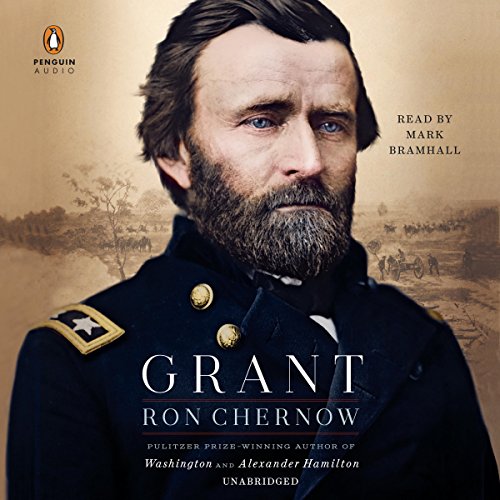 PENGUIN
AUDIO
READ BY
MARK
BRAMHALL
GRANT
RON CHERNOW
PULITZER PRIZE-WINNING AUTHOR OF
Washington AND Alexander Hamilton
UNABRIDGED